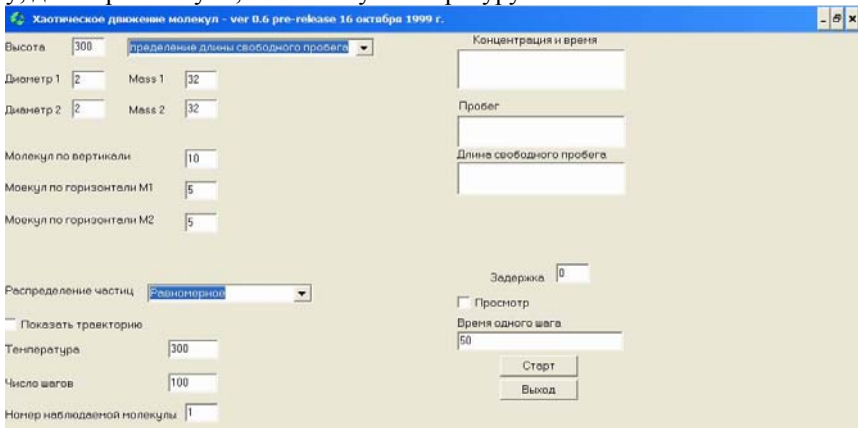 Хаотическое движение молекул - ver 0.6 pre-release 16 октября 1999 г.
Высота 300 пределение длины свободного пробега
Концентрация и время
Диаметр 1 2 Mass 1 32
Диаметр 2 2 Mass 2 32
Пробег
Молекул по вертикали 10
Длина свободного пробега
Моекул по горизонтали M1 5
Моекул по горизонтали M2 5
Задержка 0
Распределение частиц Равномерное
Просмотр
Показать траекторию
Время одного шага
Температура 300
50
Старт
Число шагов 100
Выход
Номер наблюдаемой молекулы 1